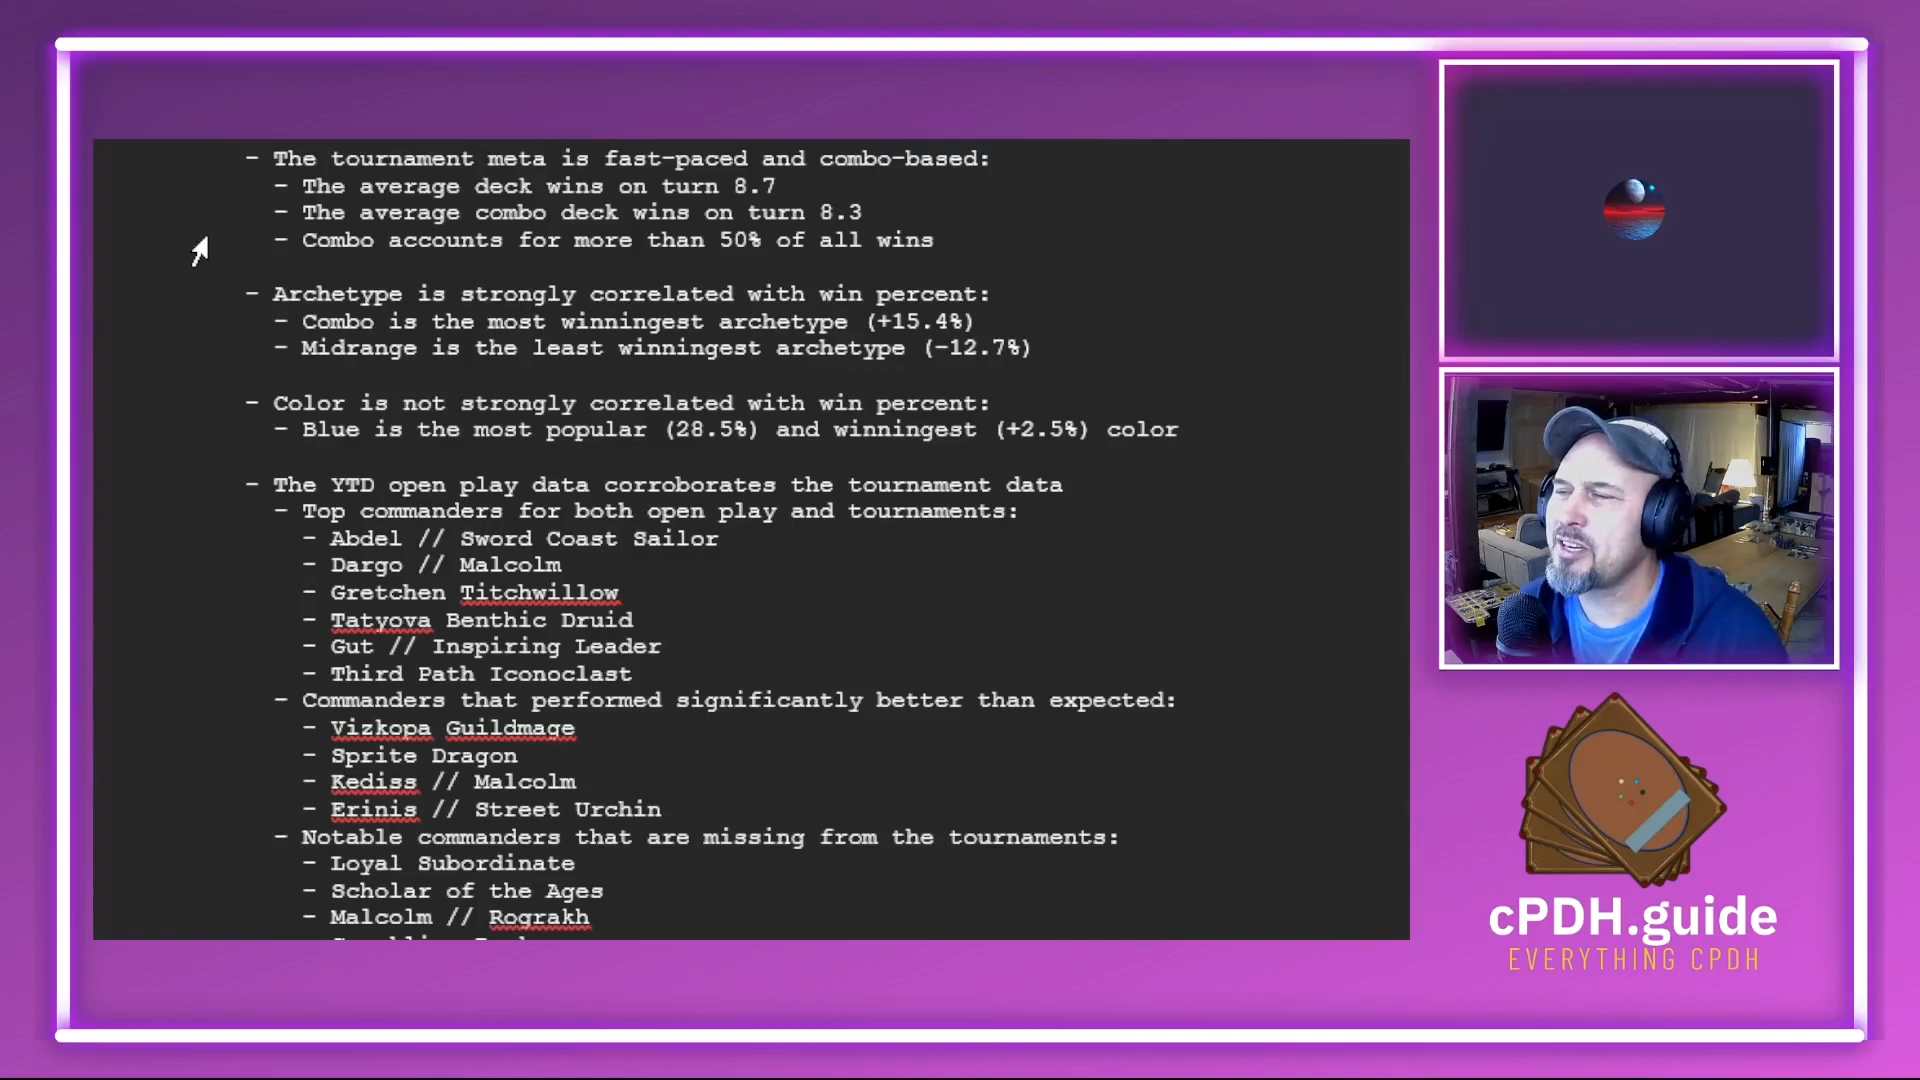 - The tournament meta is fast-paced and combo-based:
- The average deck wins on turn 8.7
- The average combo deck wins on turn 8.3
- Combo accounts for more than 50% of all wins
- Archetype is strongly correlated with win percent:
- Combo is the most winningest archetype (+15.4%)
- Midrange is the least winningest archetype (-12.7%)
- Color is not strongly correlated with win percent:
- Blue is the most popular (28.5%) and winningest (+2.5%) color
- The YTD open play data corroborates the tournament data
- Top commanders for both open play and tournaments:
- Abdel // Sword Coast Sailor
- Dargo // Malcolm
- Gretchen Titchwillow
- Tatyova Benthic Druid
- Gut // Inspiring Leader
- Third Path Iconoclast
- Commanders that performed significantly better than expected:
- Vizkopa Guildmage
- Sprite Dragon
- Kediss // Malcolm
- Erinis // Street Urchin
- Notable commanders that are missing from the tournaments:
- Loyal Subordinate
- Scholar of the Ages
- Malcolm // Rograkh
cPDH.guide
EVERYTHING CPDH